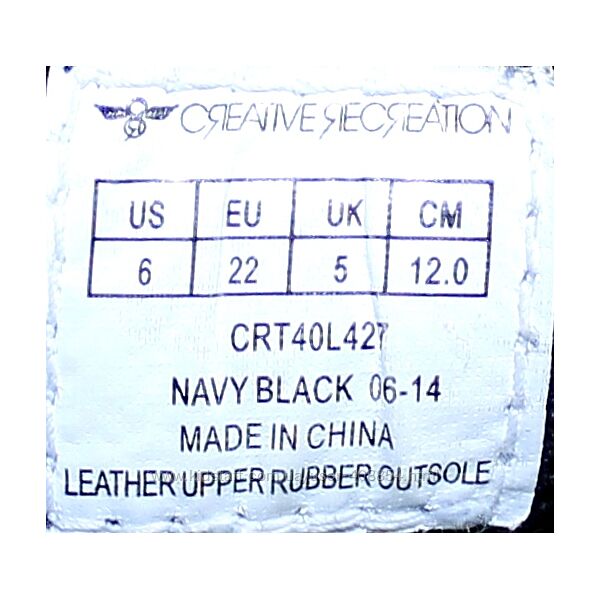 CREATIVE RECREATION
US EU UK CM
6 22 5 12.0
CRT40L427
NAVY BLACK 06-14
MADE IN CHINA
LEATHER UPPER RUBBER OUTSOLE